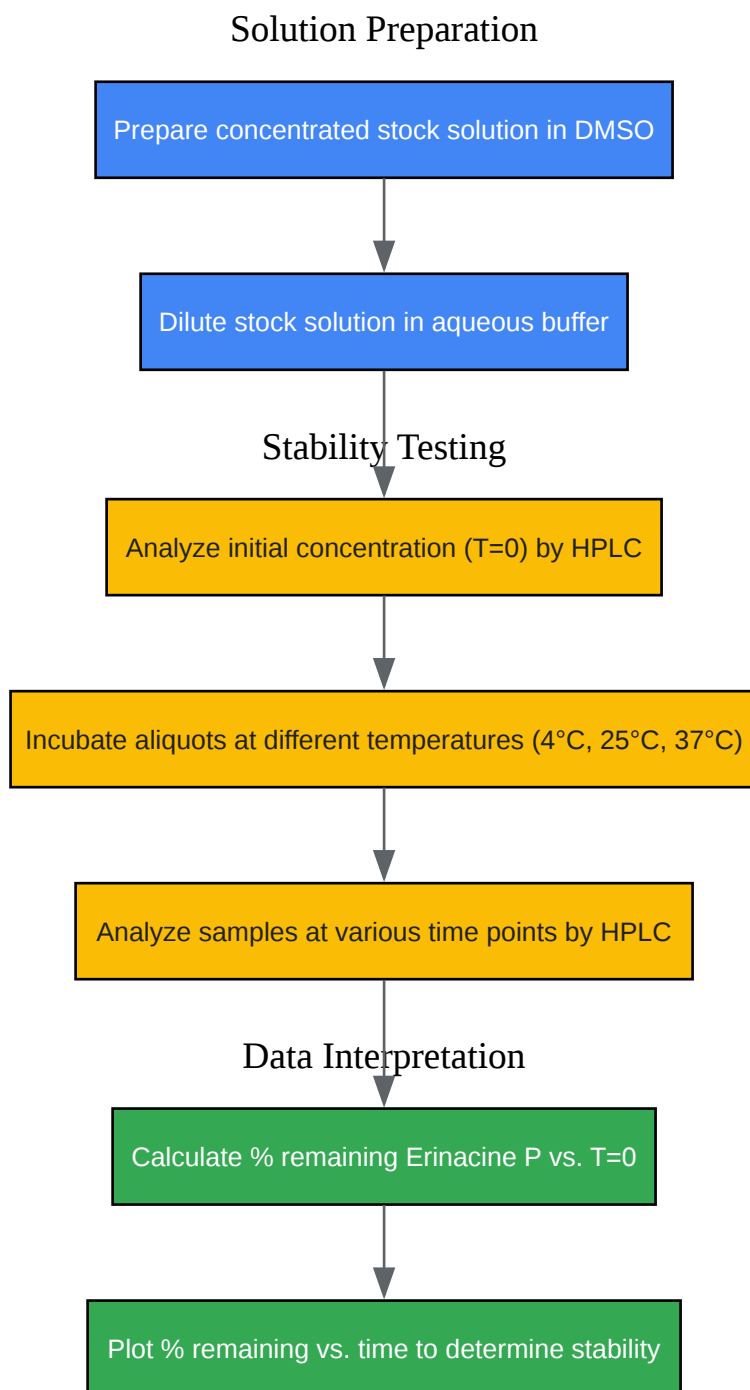 Solution Preparation
Prepare concentrated stock solution in DMSO
Dilute stock solution in aqueous buffer
Stability Testing
Analyze initial concentration (T=0) by HPLC
Incubate aliquots at different temperatures (4°C, 25°C, 37°C)
Analyze samples at various time points by HPLC
Data Interpretation
Calculate % remaining Erinacine P vs. T=0
Plot % remaining vs. time to determine stability